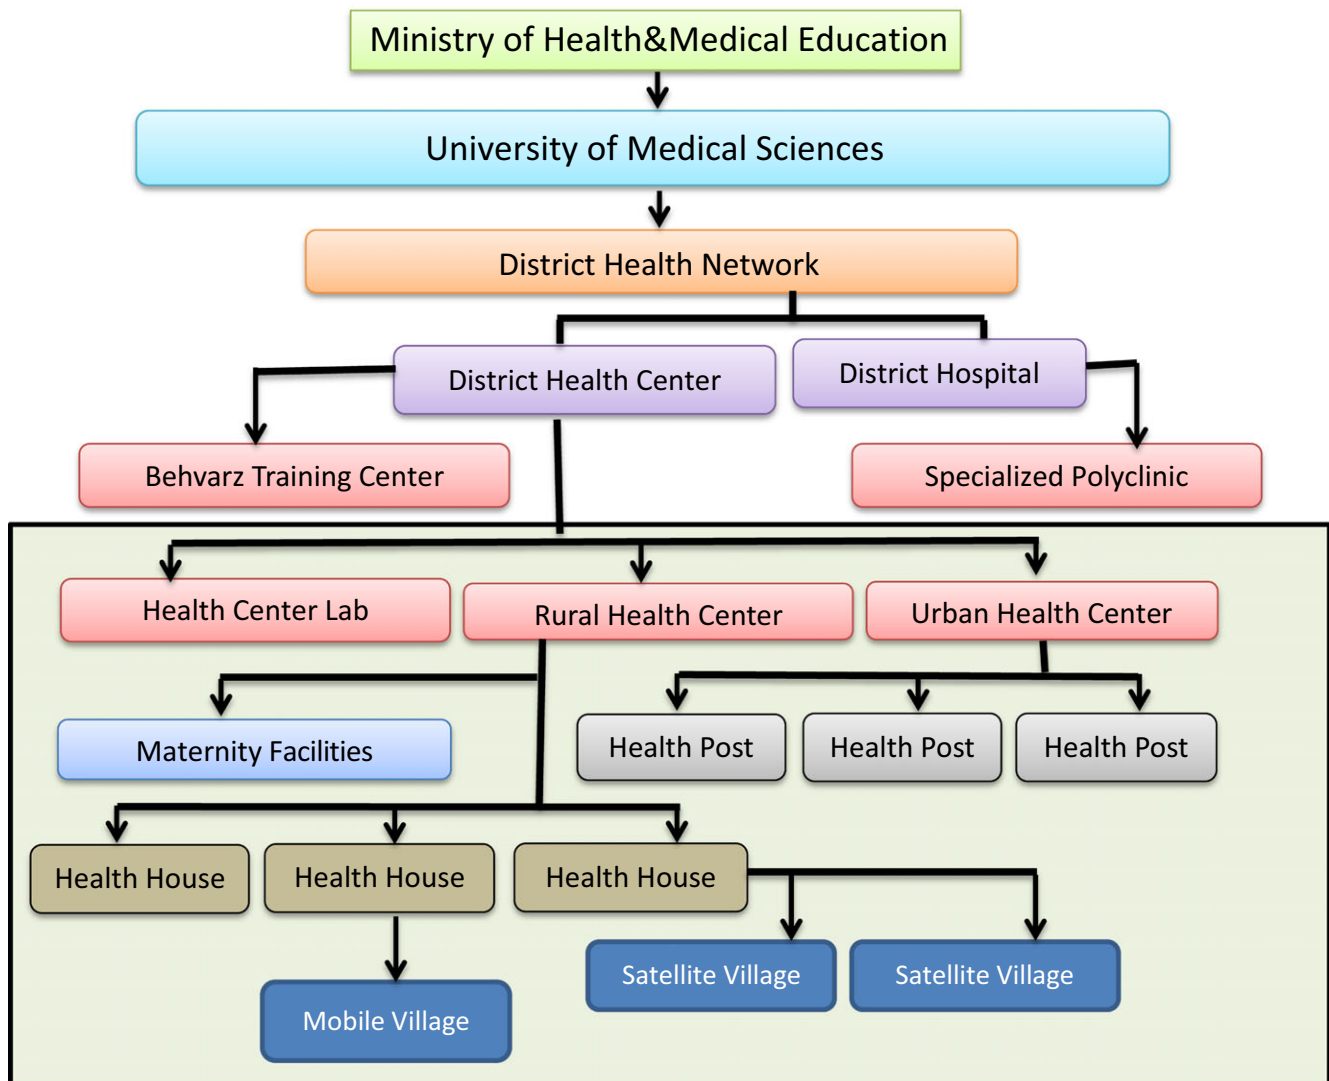 Ministry of Health&Medical Education
University of Medical Sciences
District Health Network
District Health Center
District Hospital
Behvarz Training Center
Specialized Polyclinic
Health Center Lab
Rural Health Center
Urban Health Center
Maternity Facilities
Health Post
Health Post
Health Post
Health House
Health House
Health House
Satellite Village
Satellite Village
Mobile Village